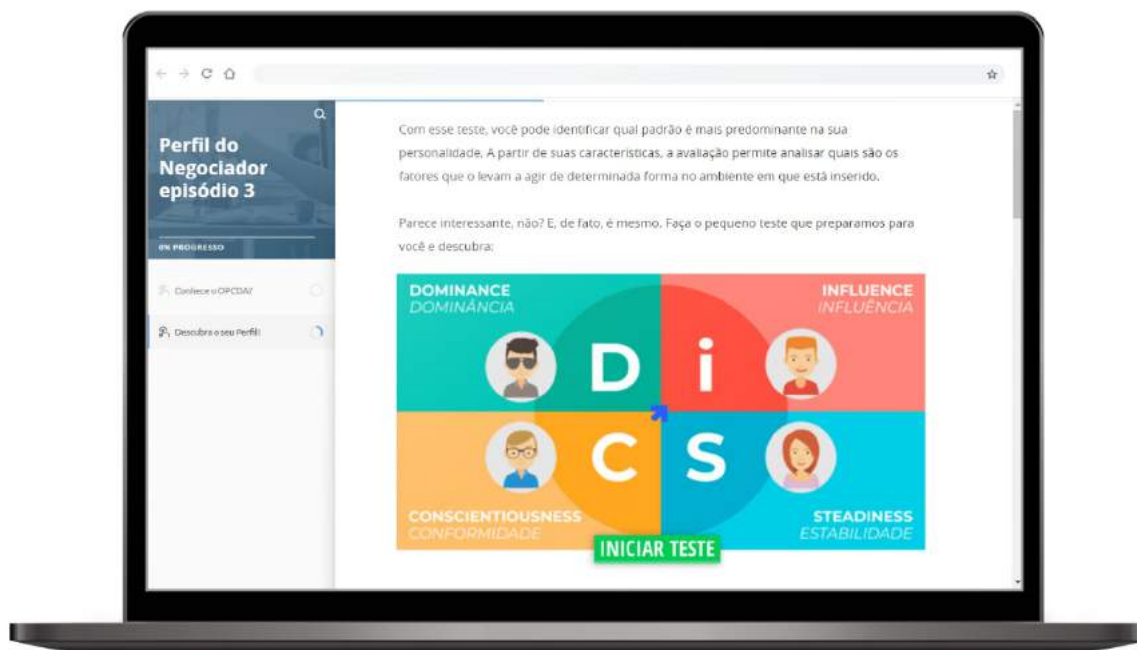 Perfil do
Negociador
episódio 3
0% PROGRESSO
Conhece o OPCDA?
Descubra o seu Perfil!
Com esse teste, você pode identificar qual padrão é mais predominante na sua
personalidade. A partir de suas características, a avaliação permite analisar quais são os
fatores que o levam a agir de determinada forma no ambiente em que está inserido.
Parece interessante, não? E, de fato, é mesmo. Faça o pequeno teste que preparamos para
você e descubra:
DOMINANCE
DOMINÂNCIA
INFLUENCE
INFLUÊNCIA
D i
C S
CONSCIENTIOUSNESS
CONFORMIDADE
STEADINESS
ESTABILIDADE
INICIAR TESTE